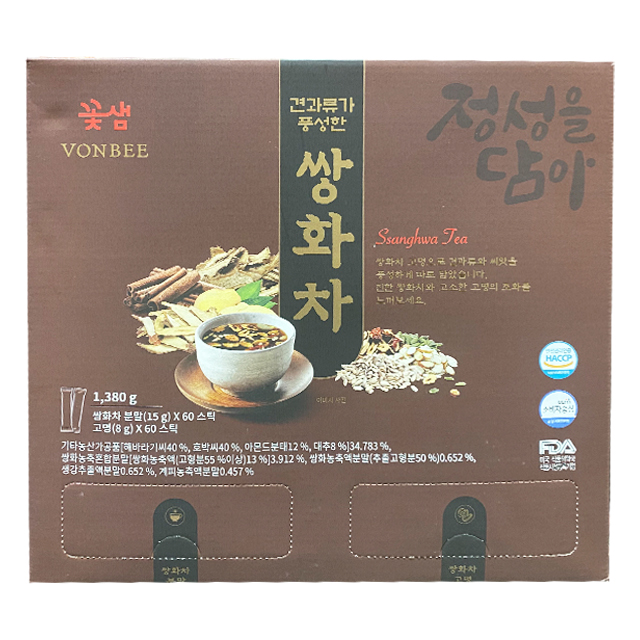 꽃샘
VONBEE
견과류가
풍성한
쌍화차
정성을
담아
Ssunghwa Tea
쌍화차 고명으로 견과류와 씨앗을
풍성하게 따로 담았습니다.
진한 쌍화차와 고소한 고명의 조화를
느껴보세요.
HACCP
1,380 g
쌍화차 분말(15 g) X 60 스틱
고명(8 g) X 60 스틱
기타농산가공품[해바라기씨40 %, 호박씨40 %, 아몬드분태12 %, 대추8 %]34.783 %,
쌍화농축혼합분말[쌍화농축액(고형분55 %이상)13 %]3.912 %, 쌍화농축액분말(추출고형분50 %)0.652 %,
생강추출액분말0.652 %, 계피농축액분말0.457 %
FDA
쌍화차
분말
쌍화차
고명